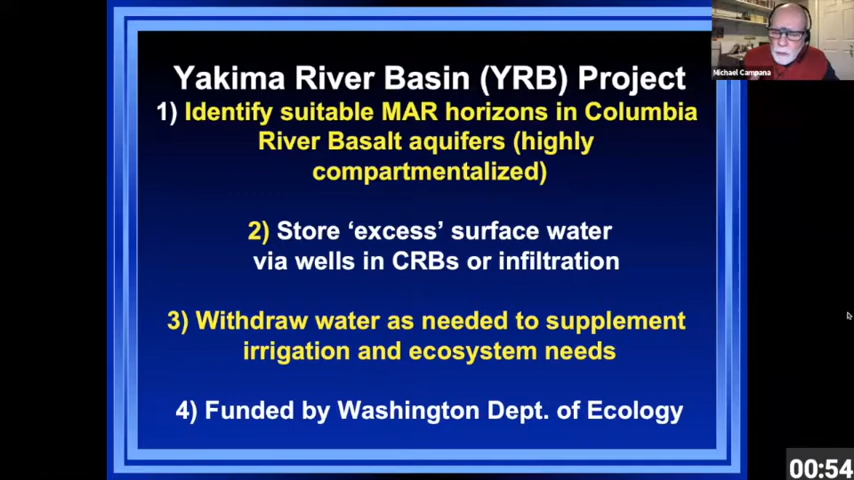 Michael Campana
Yakima River Basin (YRB) Project
1) Identify suitable MAR horizons in Columbia
River Basalt aquifers (highly
compartmentalized)
2) Store ‘excess’ surface water
via wells in CRBs or infiltration
3) Withdraw water as needed to supplement
irrigation and ecosystem needs
4) Funded by Washington Dept. of Ecology
00:54